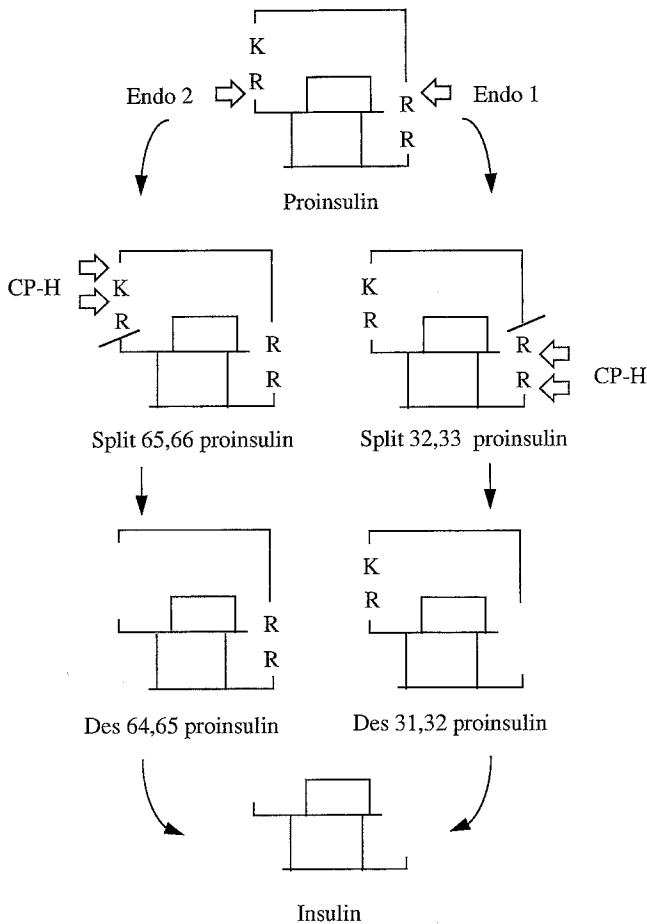 K
R
Endo 2
Endo 1
R
R
Proinsulin
CP-H
K
R
R
R
K
R
R
R
CP-H
Split 65,66 proinsulin
Split 32,33 proinsulin
R
R
K
R
Des 64,65 proinsulin
Des 31,32 proinsulin
Insulin